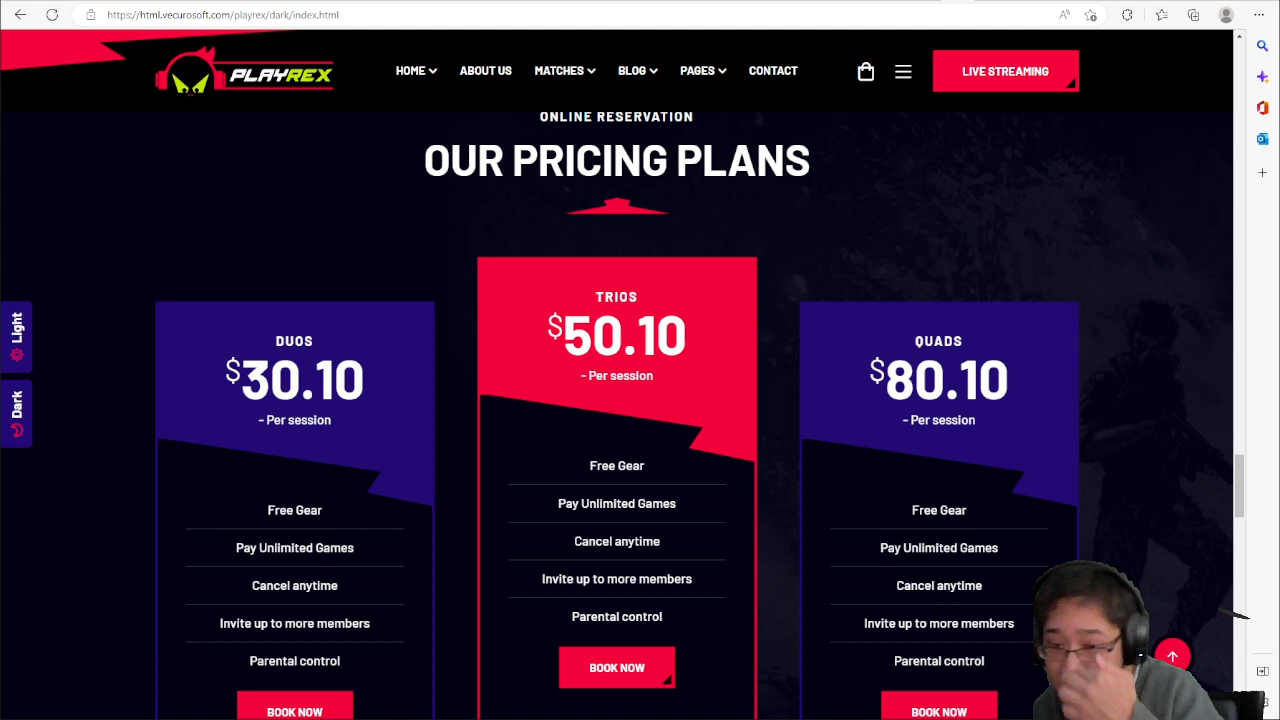 https://html.vecurosoft.com/playrex/dark/index.html
PLAYREX
HOME
ABOUT US
MATCHES
BLOG
PAGES
CONTACT
LIVE STREAMING
ONLINE RESERVATION
OUR PRICING PLANS
Light
Dark
DUOS
$30.10
- Per session
Free Gear
Pay Unlimited Games
Cancel anytime
Invite up to more members
Parental control
BOOK NOW
TRIOS
$50.10
- Per session
Free Gear
Pay Unlimited Games
Cancel anytime
Invite up to more members
Parental control
BOOK NOW
QUADS
$80.10
- Per session
Free Gear
Pay Unlimited Games
Cancel anytime
Invite up to more members
Parental control
BOOK NOW